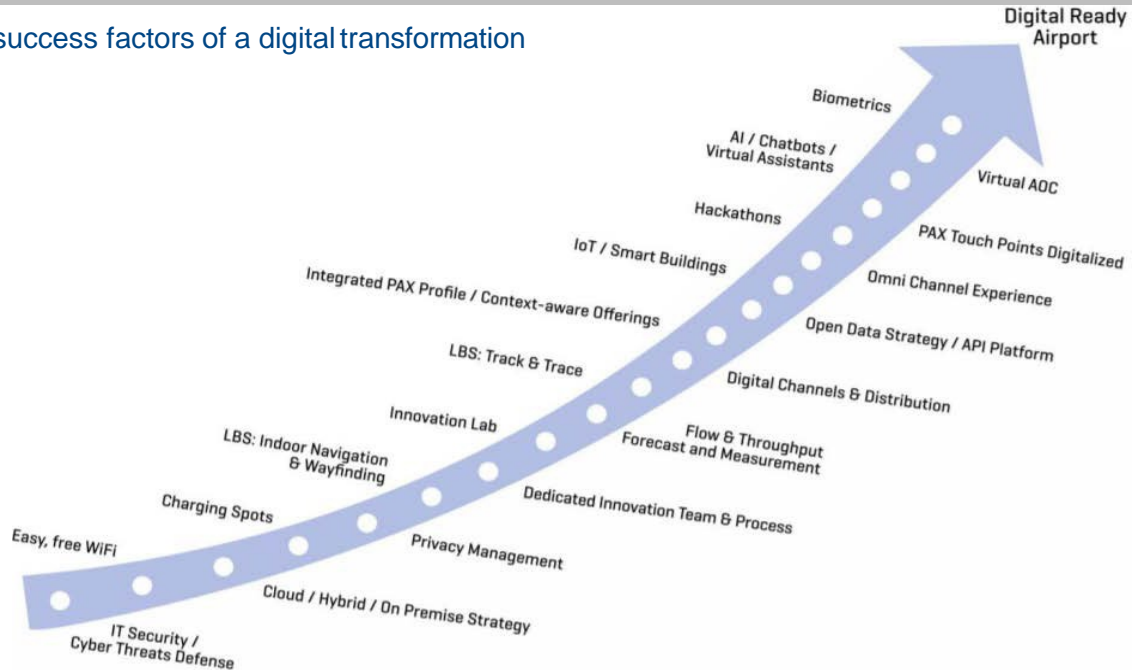 success factors of a digital transformation
Digital Ready
Airport
Biometrics
AI / Chatbots /
Virtual Assistants
Virtual AOC
Hackathons
PAX Touch Points Digitalized
IoT / Smart Buildings
Omni Channel Experience
Integrated PAX Profile / Context-aware Offerings
Open Data Strategy / API Platform
LBS: Track & Trace
Digital Channels & Distribution
Innovation Lab
Flow & Throughput
Forecast and Measurement
LBS: Indoor Navigation
& Wayfinding
Dedicated Innovation Team & Process
Charging Spots
Privacy Management
Easy, free WiFi
Cloud / Hybrid / On Premise Strategy
IT Security /
Cyber Threats Defense